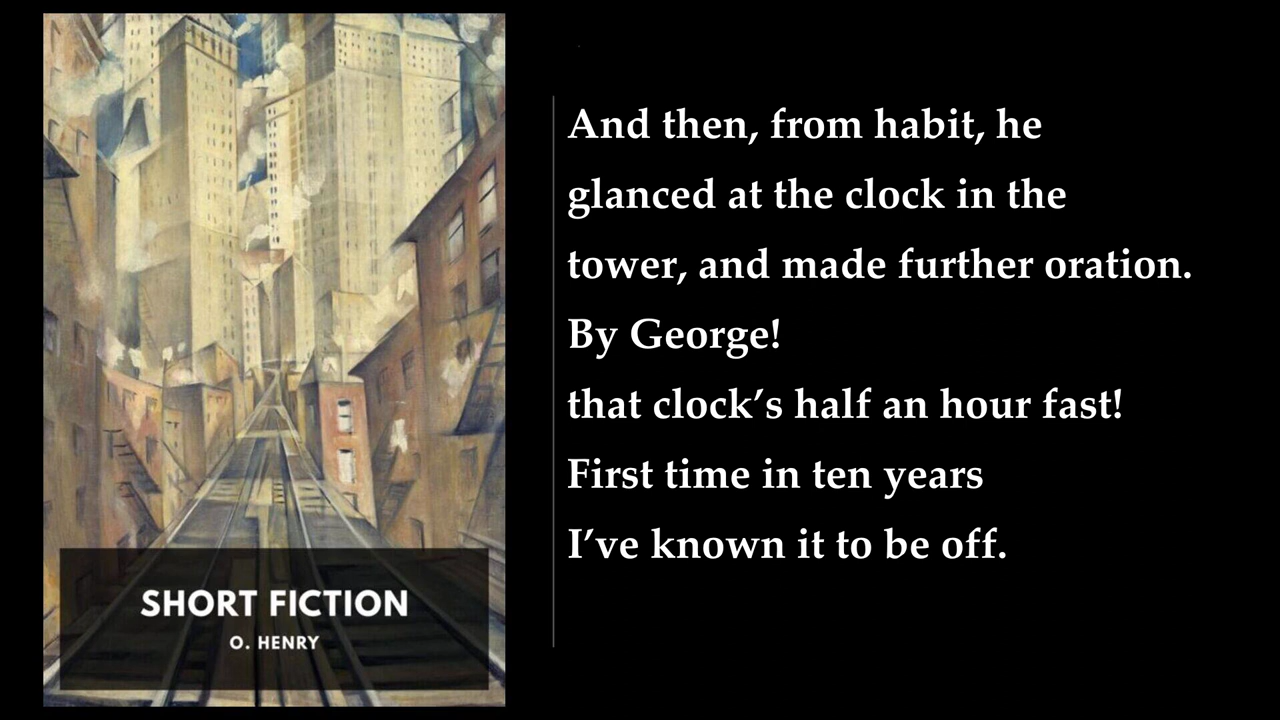 SHORT FICTION
O. HENRY
And then, from habit, he
glanced at the clock in the
tower, and made further oration.
By George!
that clock’s half an hour fast!
First time in ten years
I’ve known it to be off.